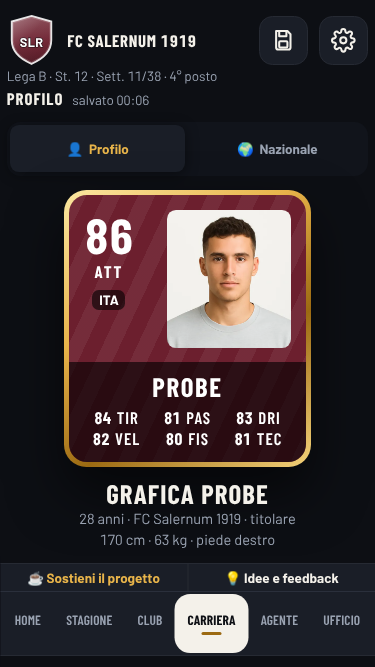 SLR
FC SALERNUM 1919
Lega B · St. 12 · Sett. 11/38 · 4° posto
PROFILO salvato 00:06
Profilo
Nazionale
86
ATT
ITA
PROBE
84 TIR 81 PAS 83 DRI
82 VEL 80 FIS 81 TEC
GRAFICA PROBE
28 anni · FC Salernum 1919 · titolare
170 cm · 63 kg · piede destro
Sostieni il progetto
Idee e feedback
HOME STAGIONE CLUB CARRIERA AGENTE UFFICIO